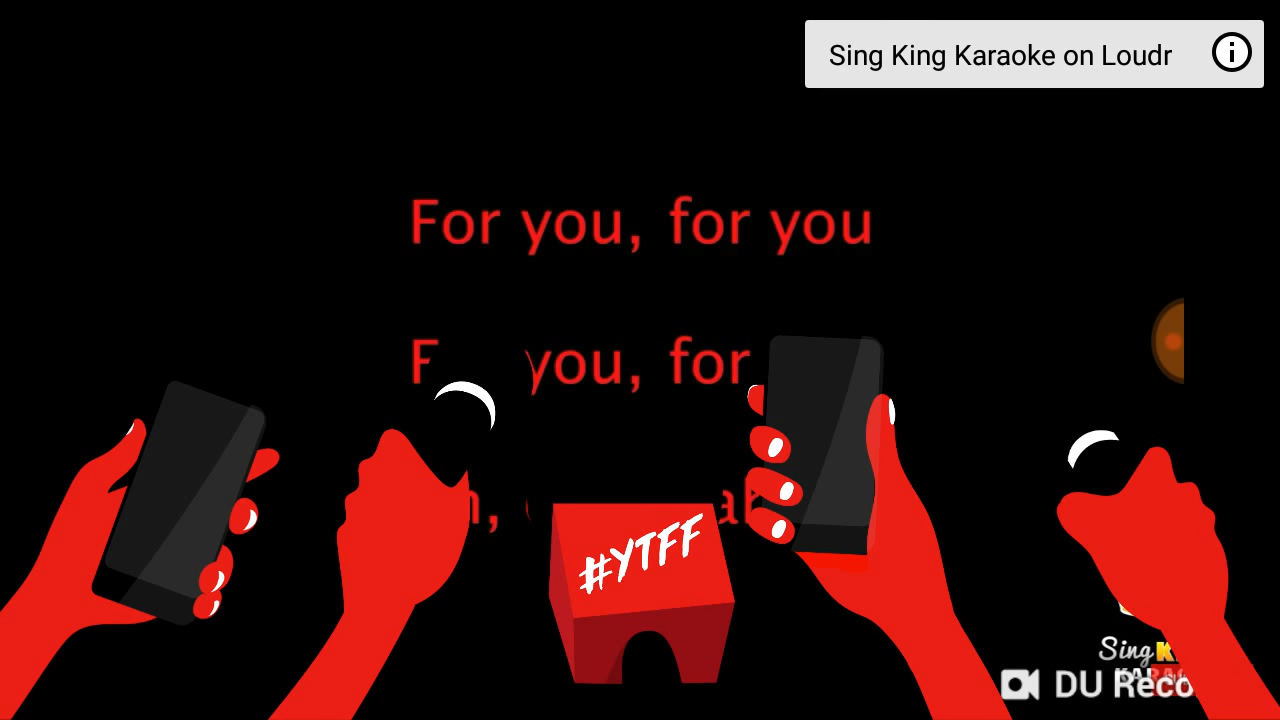 Sing King Karaoke on Loudr
For you, for you
you, for
#YTFF
Sing
DU Reco